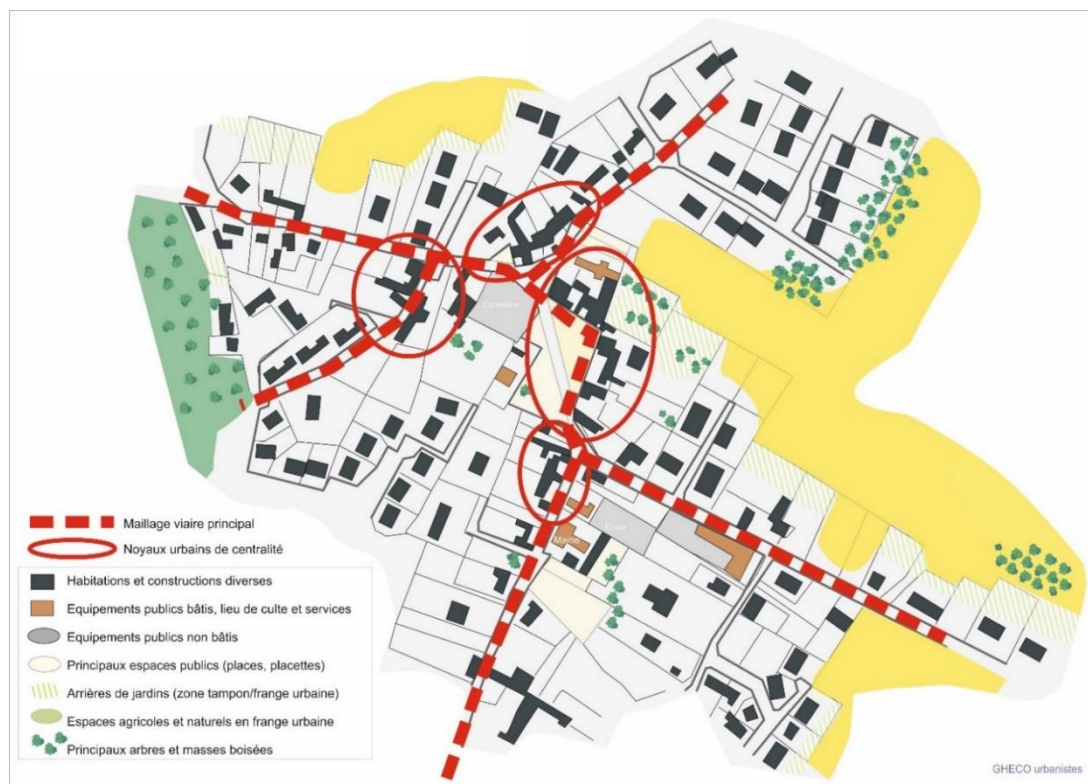 Cimetière
Mairie
Ecole
Maillage viaire principal
Noyaux urbains de centralité
Habitations et constructions diverses
Equipements publics bâtis, lieu de culte et services
Equipements publics non bâtis
Principaux espaces publics (places, placettes)
Arrières de jardins (zone tampon/frange urbaine)
Espaces agricoles et naturels en frange urbaine
Principaux arbres et masses boisées
GHECO urbanistes